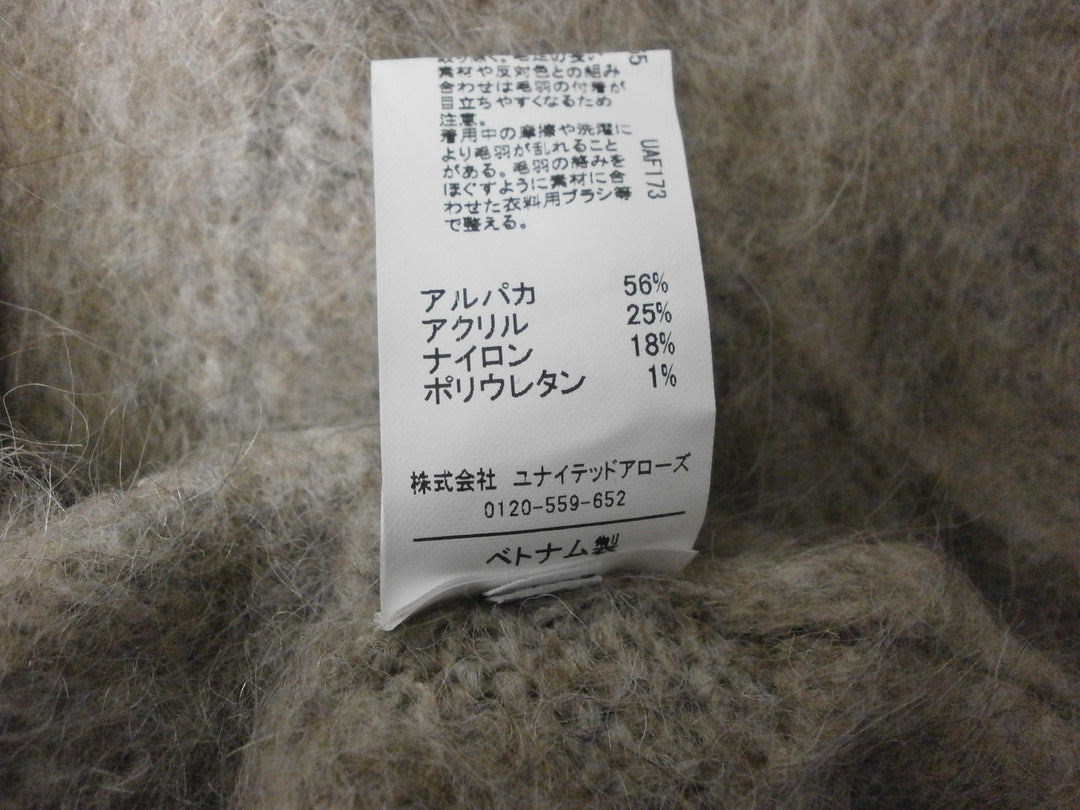 毛足の長い
素材や反対色との組み
合わせは毛羽の付着が
目立ちやすくなるため
注意。
着用中の摩擦や洗濯に
より毛羽が乱れること
がある。毛羽の絡みを
ほぐすように素材に合
わせた衣料用ブラシ等
で整える。
UAF173
アルパカ 56%
アクリル 25%
ナイロン 18%
ポリウレタン 1%
株式会社 ユナイテッドアローズ
0120-559-652
ベトナム製